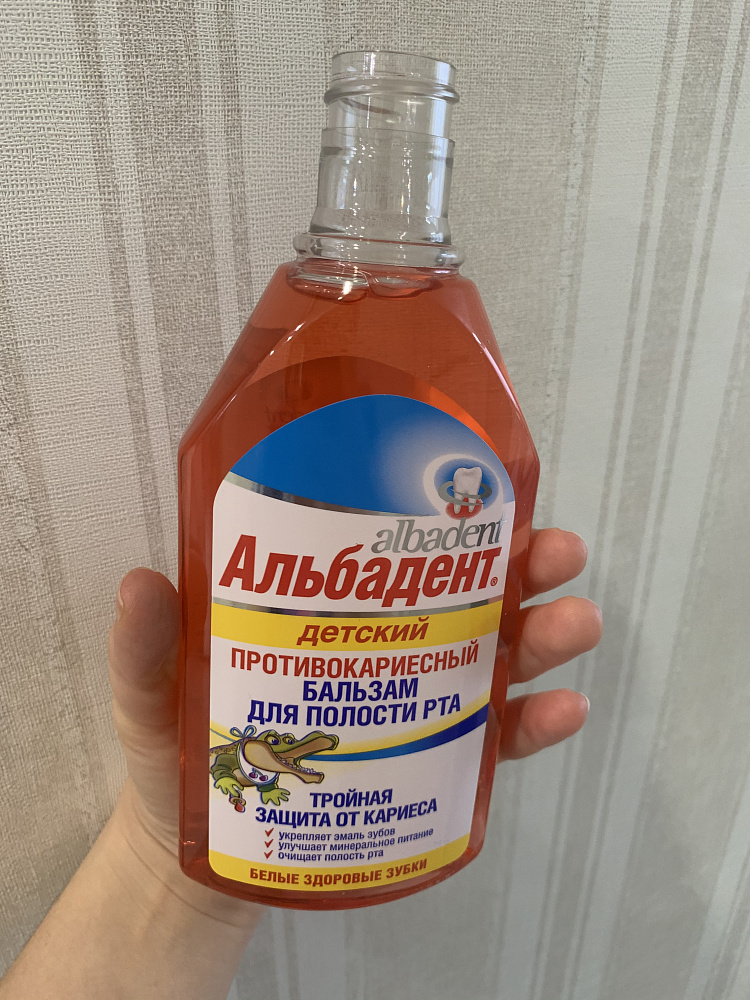 albadent
Альбадент®
детский
ПРОТИВОКАРИЕСНЫЙ
БАЛЬЗАМ
ДЛЯ ПОЛОСТИ РТА
ТРОЙНАЯ
ЗАЩИТА ОТ КАРИЕСА
укрепляет эмаль зубов
улучшает минеральное питание
очищает полость рта
БЕЛЫЕ ЗДОРОВЫЕ ЗУБКИ